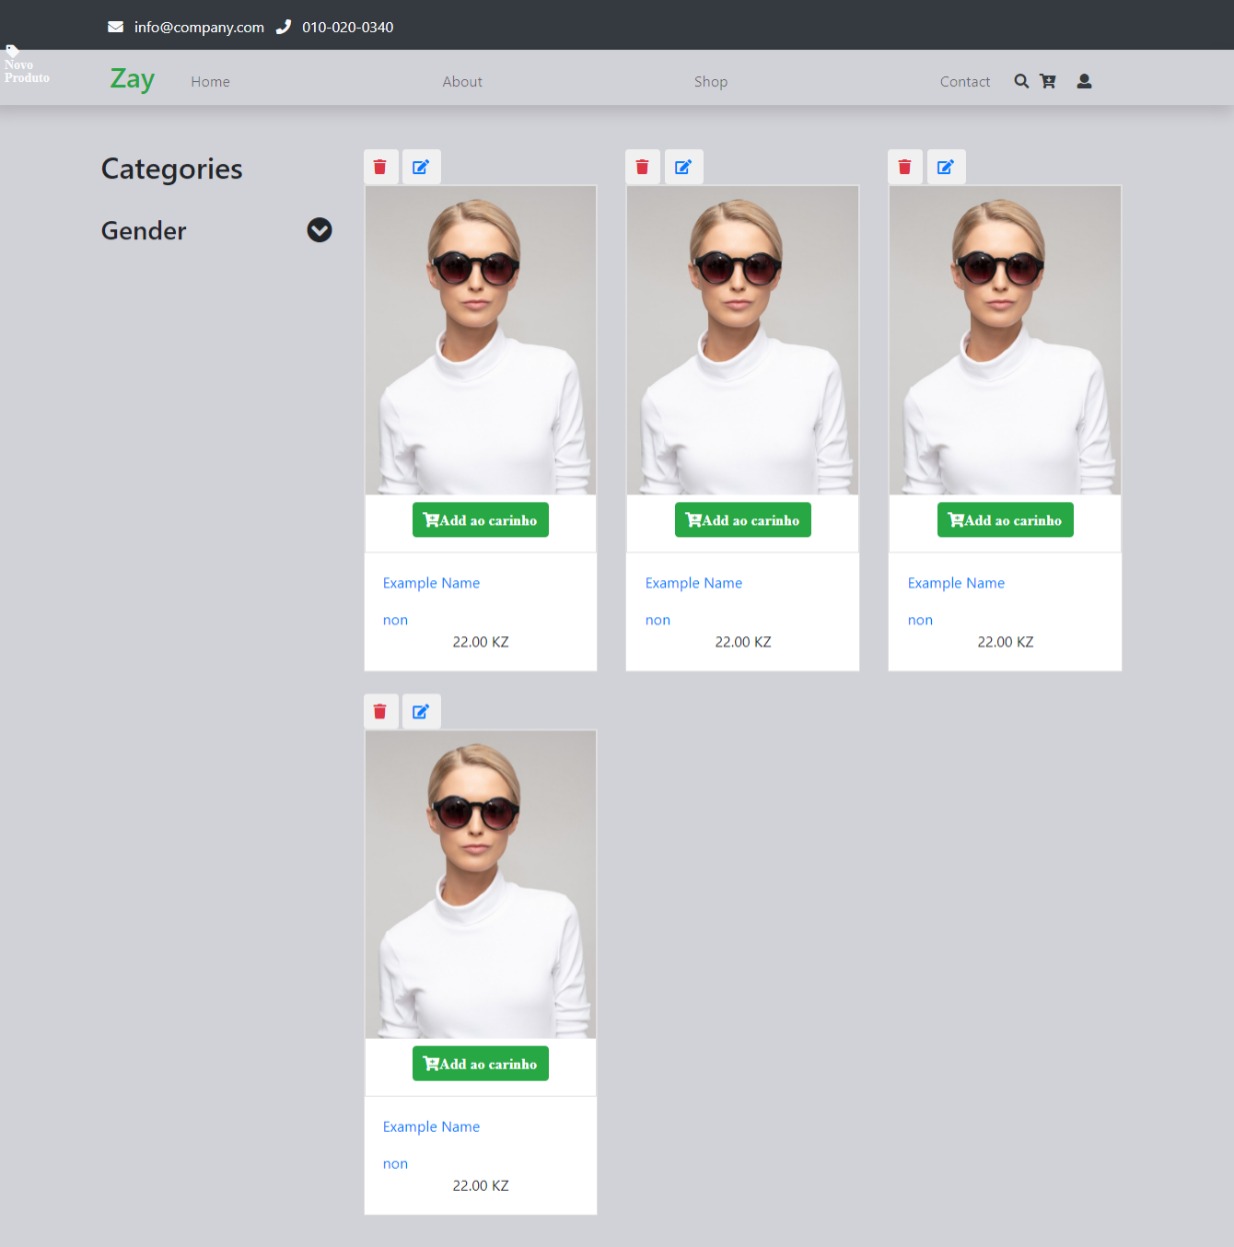 info@company.com 010-020-0340
Novo
Produto
Zay Home About Shop Contact
Categories
Gender
Add ao carinho Add ao carinho Add ao carinho
Example Name Example Name Example Name
non non non
22.00 KZ 22.00 KZ 22.00 KZ
Add ao carinho
Example Name
non
22.00 KZ